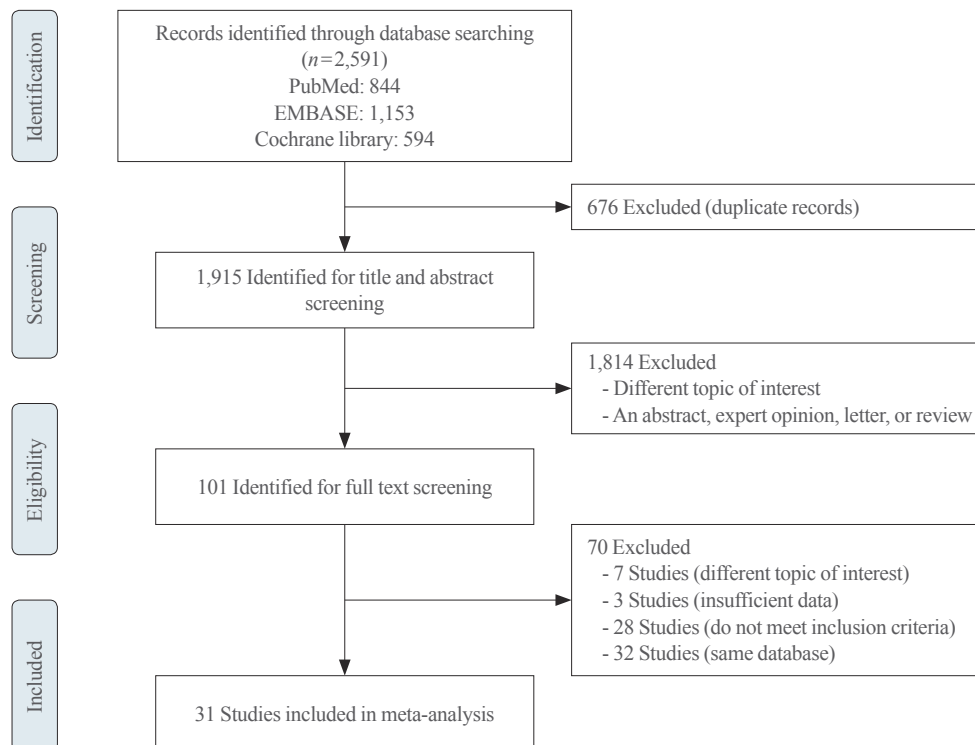 Identification
Records identified through database searching
(n=2,591)
PubMed: 844
EMBASE: 1,153
Cochrane library: 594
676 Excluded (duplicate records)
Screening
1,915 Identified for title and abstract
screening
1,814 Excluded
- Different topic of interest
- An abstract, expert opinion, letter, or review
Eligibility
101 Identified for full text screening
70 Excluded
- 7 Studies (different topic of interest)
- 3 Studies (insufficient data)
- 28 Studies (do not meet inclusion criteria)
- 32 Studies (same database)
Included
31 Studies included in meta-analysis